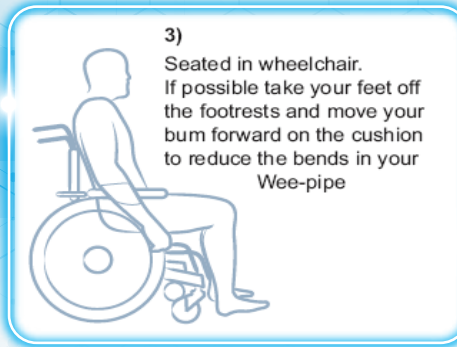 3)
Seated in wheelchair.
If possible take your feet off
the footrests and move your
bum forward on the cushion
to reduce the bends in your
Wee-pipe